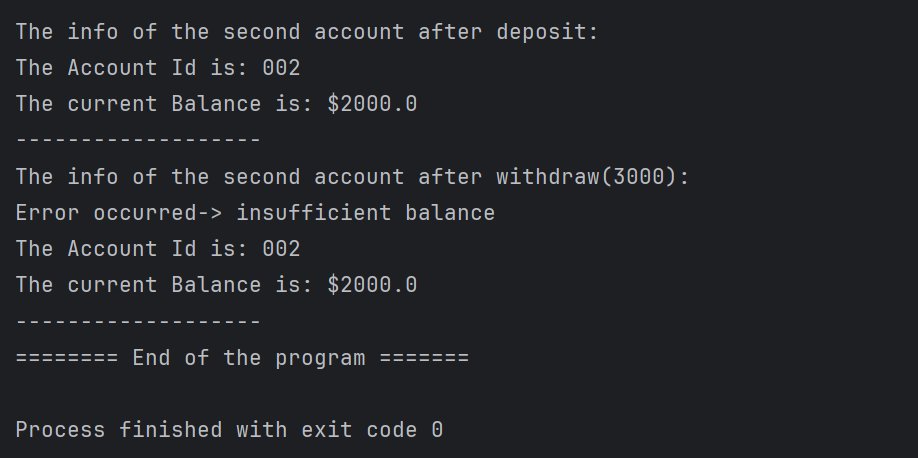 The info of the second account after deposit:
The Account Id is: 002
The current Balance is: $2000.0
-------------------
The info of the second account after withdraw(3000):
Error occurred-> insufficient balance
The Account Id is: 002
The current Balance is: $2000.0
-------------------
======== End of the program =======
Process finished with exit code 0